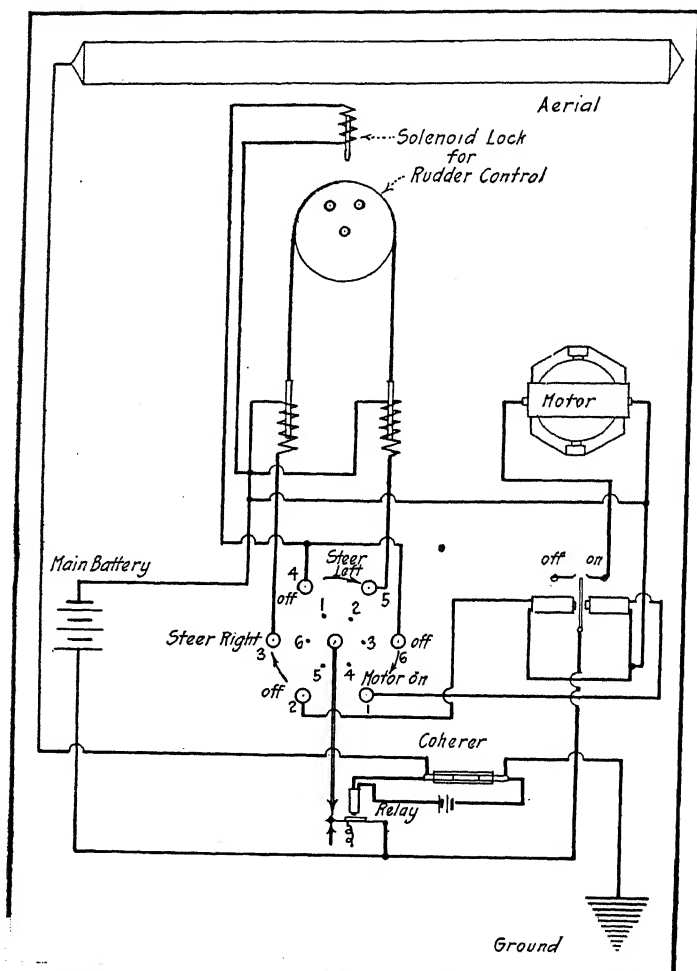 Aerial
Solenoid Lock
for
Rudder Control
Motor
Main Battery
Steer
Left
off
on
4
off
5
1
2
Steer Right
3
6
3
off
6
5
4
off
Motor on
2
1
Coherer
Relay
Ground